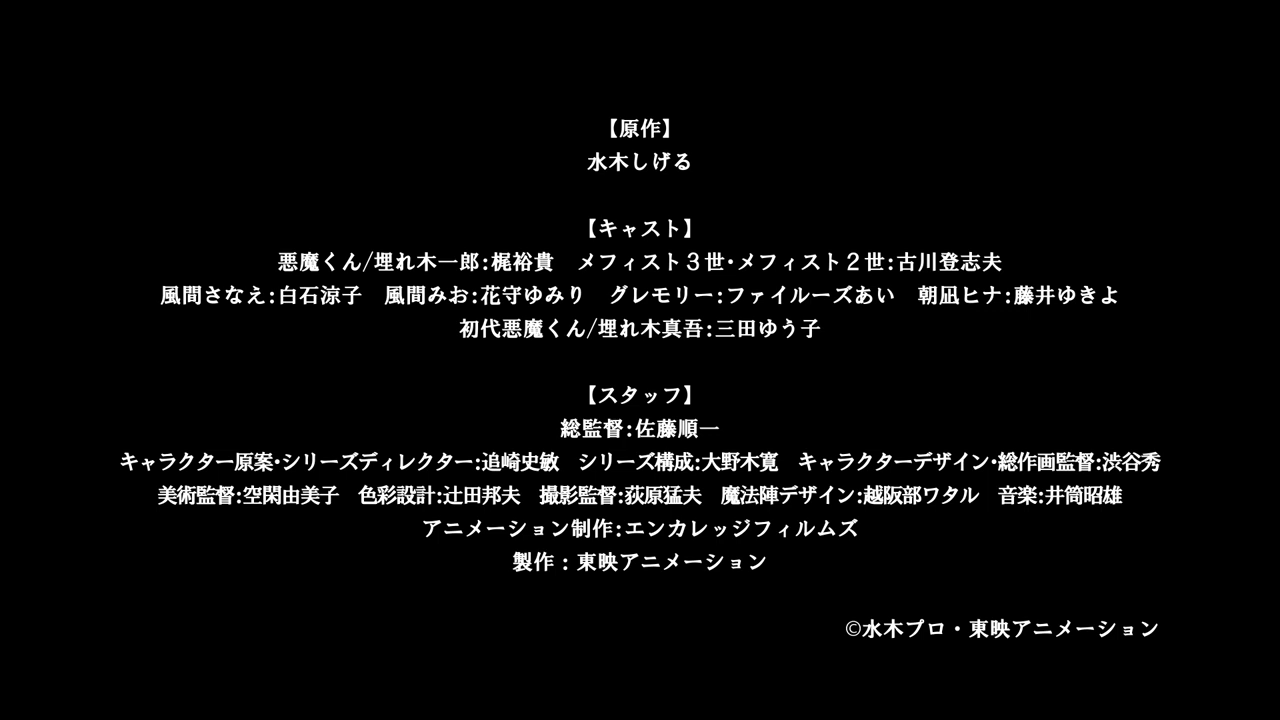 【原作】
水木しげる
【キャスト】
悪魔くん/埋れ木一郎:梶裕貴　メフィスト３世・メフィスト２世:古川登志夫
風間さなえ:白石涼子　風間みお:花守ゆみり　グレモリー:ファイルーズあい　朝凪ヒナ:藤井ゆきよ
初代悪魔くん/埋れ木真吾:三田ゆう子
【スタッフ】
総監督:佐藤順一
キャラクター原案・シリーズディレクター:追崎史敏　シリーズ構成:大野木寛　キャラクターデザイン・総作画監督:渋谷秀
美術監督:空閑由美子　色彩設計:辻田邦夫　撮影監督:荻原猛夫　魔法陣デザイン:越阪部ワタル　音楽:井筒昭雄
アニメーション制作:エンカレッジフィルムズ
製作：東映アニメーション
©水木プロ・東映アニメーション